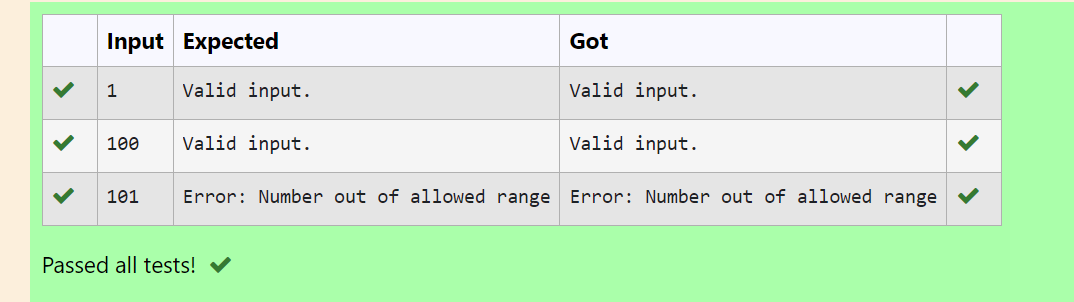 Input Expected Got
1 Valid input. Valid input.
100 Valid input. Valid input.
101 Error: Number out of allowed range Error: Number out of allowed range
Passed all tests!